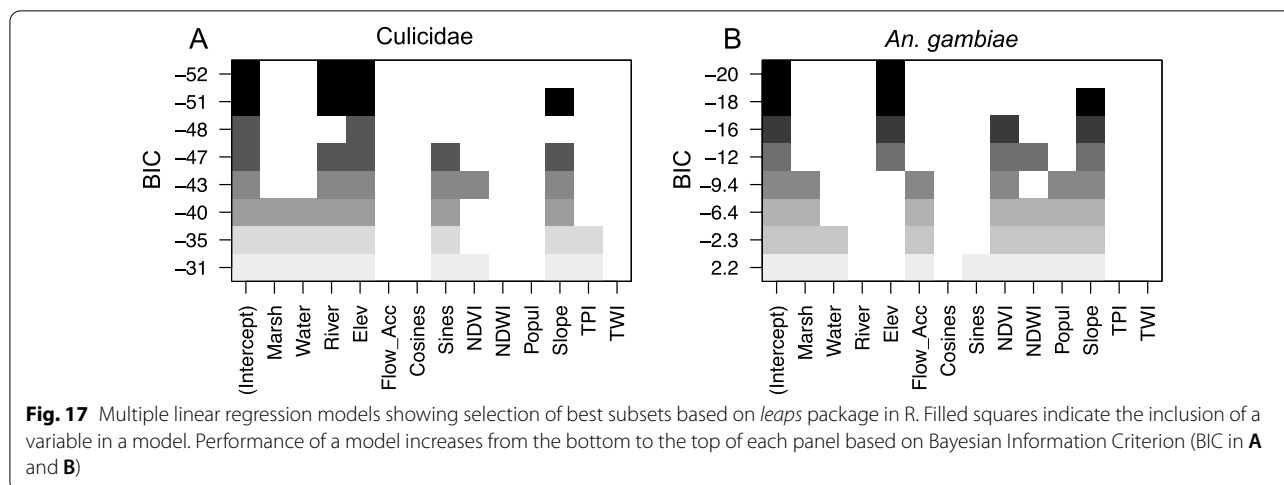 A Culicidae
BIC
−52
−51
−48
−47
−43
−40
−35
−31
(Intercept)
Marsh
Water
River
Elev
Flow_Acc
Cosines
Sines
NDVI
NDWI
Popul
Slope
TPI
TWI
B An. gambiae
BIC
-20
-18
-16
-12
-9.4
-6.4
-2.3
2.2
(Intercept)
Marsh
Water
River
Elev
Flow_Acc
Cosines
Sines
NDVI
NDWI
Popul
Slope
TPI
TWI
Fig. 17 Multiple linear regression models showing selection of best subsets based on leaps package in R. Filled squares indicate the inclusion of a
variable in a model. Performance of a model increases from the bottom to the top of each panel based on Bayesian Information Criterion (BIC in A
and B)